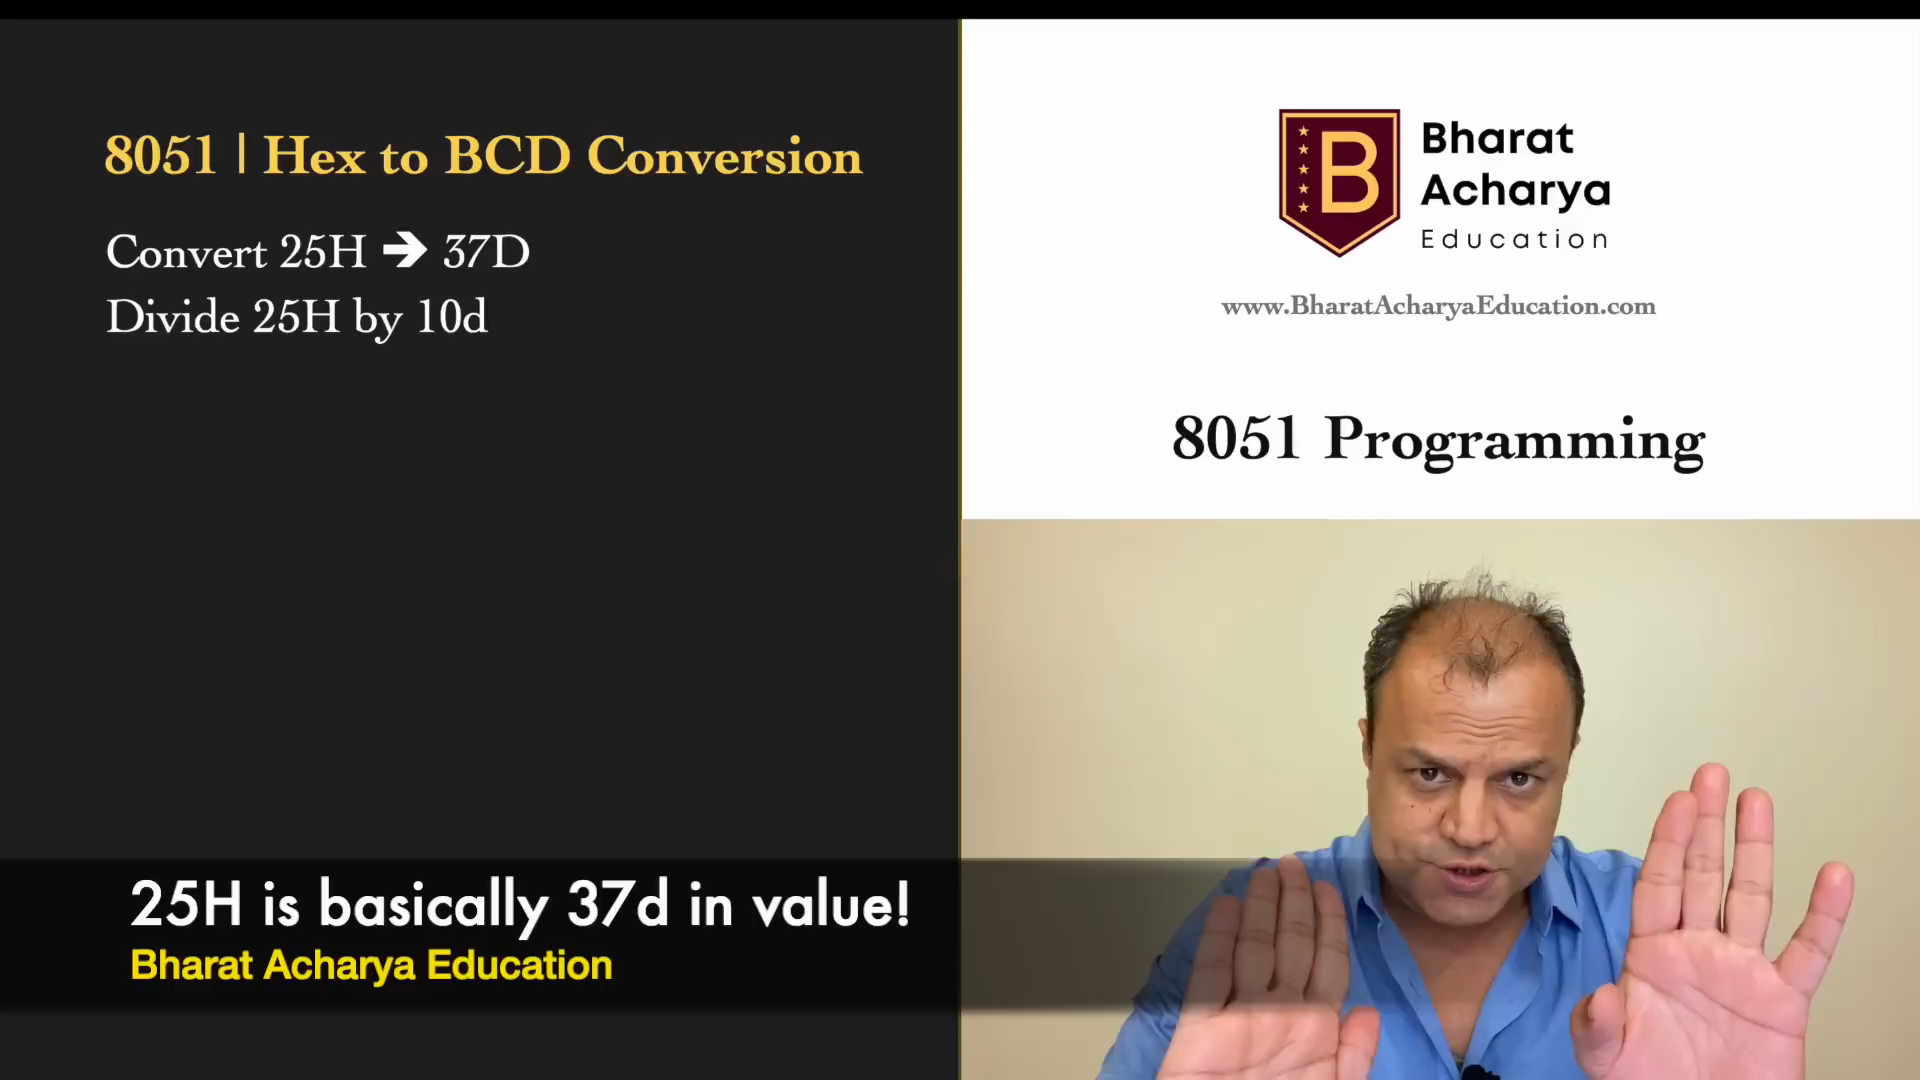 8051 | Hex to BCD Conversion
Convert 25H ➔ 37D
Divide 25H by 10d
B
Bharat
Acharya
Education
www.BharatAcharyaEducation.com
8051 Programming
25H is basically 37d in value!
Bharat Acharya Education